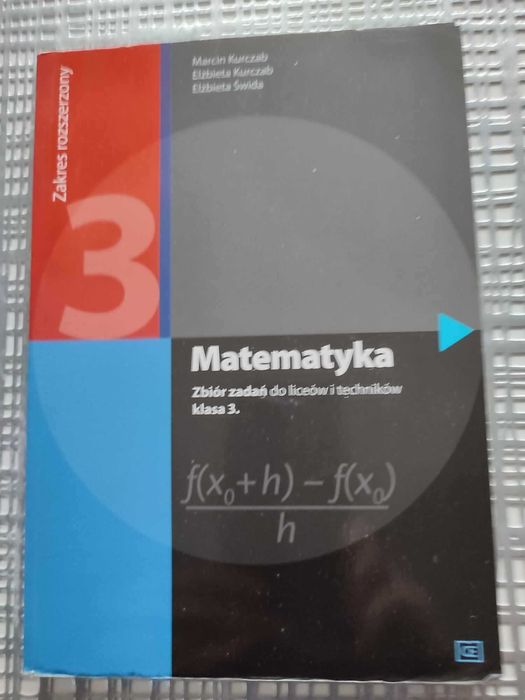 Marcin Kurczab
Elżbieta Kurczab
Elżbieta Świda
Zakres rozszerzony
3
Matematyka
Zbiór zadań do liceów i techników
klasa 3.
f(x₀+h) – f(x₀)
h